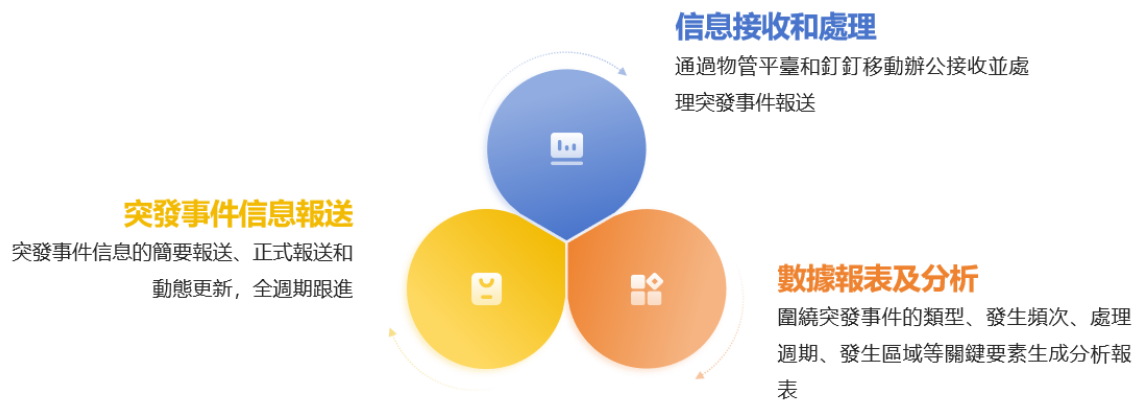 信息接收和處理
通過物管平臺和釘釘移動辦公接收並處
理突發事件報送
突發事件信息報送
突發事件信息的簡要報送、正式報送和
動態更新，全週期跟進
數據報表及分析
圍繞突發事件的類型、發生頻次、處理
週期、發生區域等關鍵要素生成分析報
表